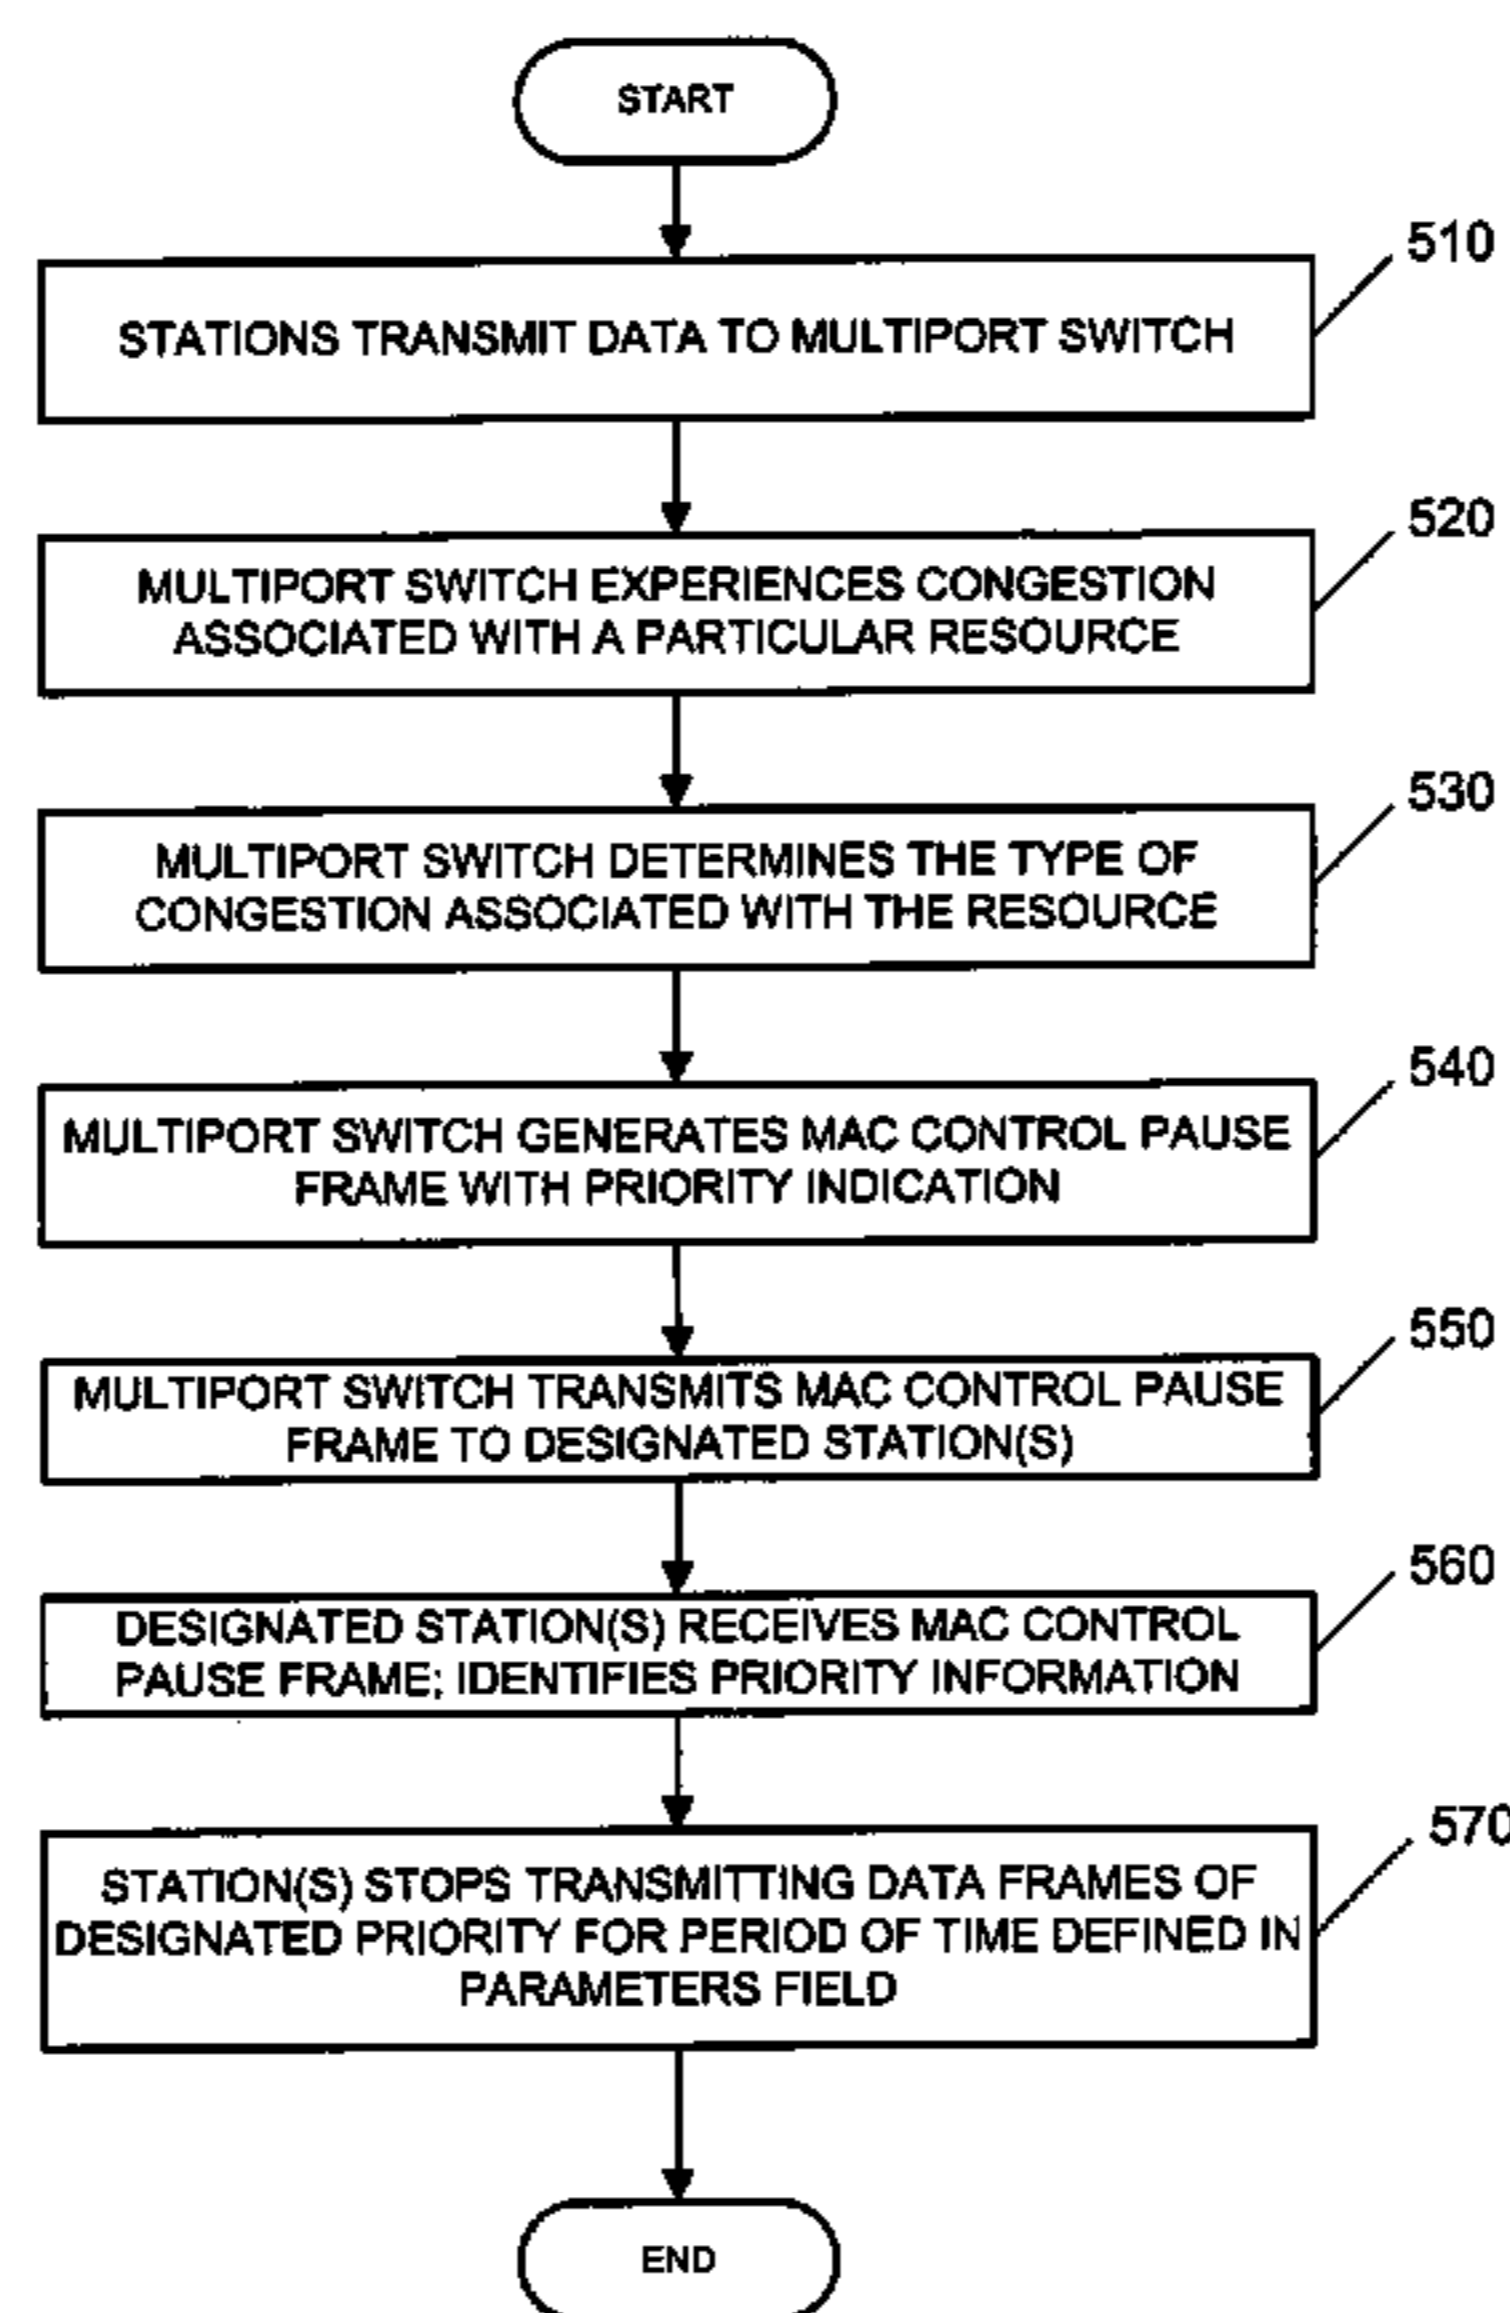 START
510
STATIONS TRANSMIT DATA TO MULTIPORT SWITCH
520
MULTIPORT SWITCH EXPERIENCES CONGESTION
ASSOCIATED WITH A PARTICULAR RESOURCE
530
MULTIPORT SWITCH DETERMINES THE TYPE OF
CONGESTION ASSOCIATED WITH THE RESOURCE
540
MULTIPORT SWITCH GENERATES MAC CONTROL PAUSE
FRAME WITH PRIORITY INDICATION
550
MULTIPORT SWITCH TRANSMITS MAC CONTROL PAUSE
FRAME TO DESIGNATED STATION(S)
560
DESIGNATED STATION(S) RECEIVES MAC CONTROL
PAUSE FRAME; IDENTIFIES PRIORITY INFORMATION
570
STATION(S) STOPS TRANSMITTING DATA FRAMES OF
DESIGNATED PRIORITY FOR PERIOD OF TIME DEFINED IN
PARAMETERS FIELD
END